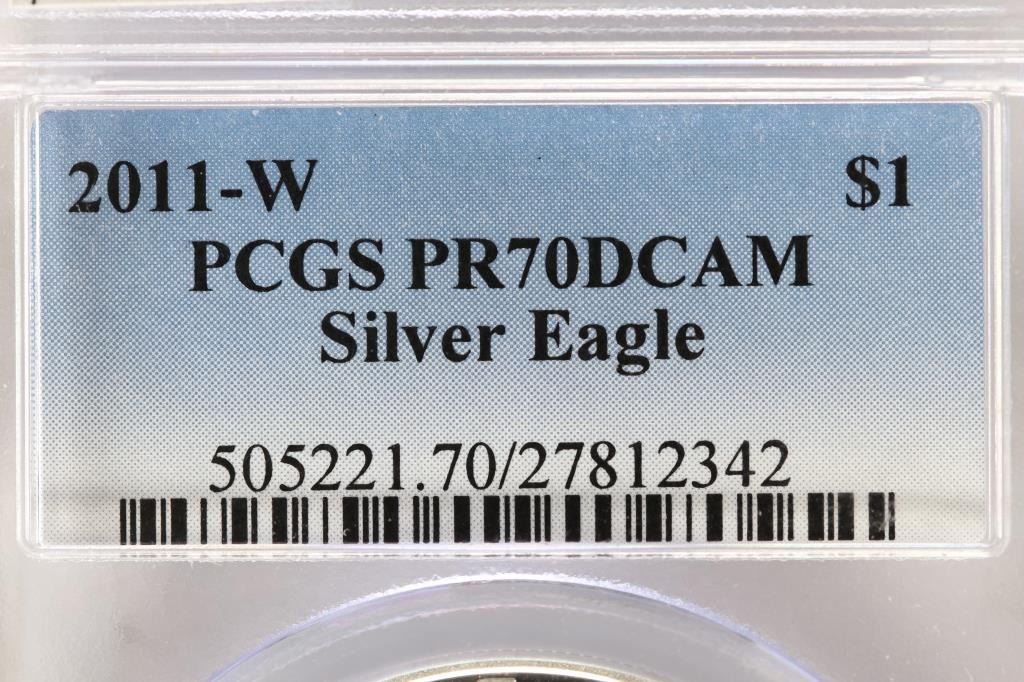 2011-W $1
PCGS PR70DCAM
Silver Eagle
505221.70/27812342